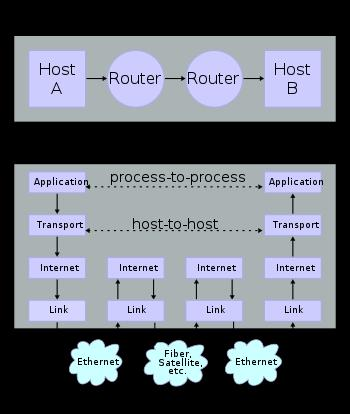 Host
A
Router
Router
Host
B
process-to-process
Application
Application
host-to-host
Transport
Transport
Internet
Internet
Internet
Internet
Link
Link
Link
Link
Ethernet
Fiber,
Satellite,
etc.
Ethernet